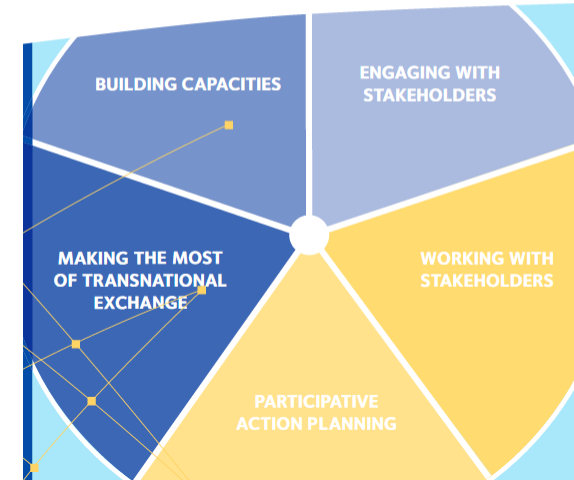 BUILDING CAPACITIES
ENGAGING WITH
STAKEHOLDERS
MAKING THE MOST
OF TRANSNATIONAL
EXCHANGE
WORKING WITH
STAKEHOLDERS
PARTICIPATIVE
ACTION PLANNING